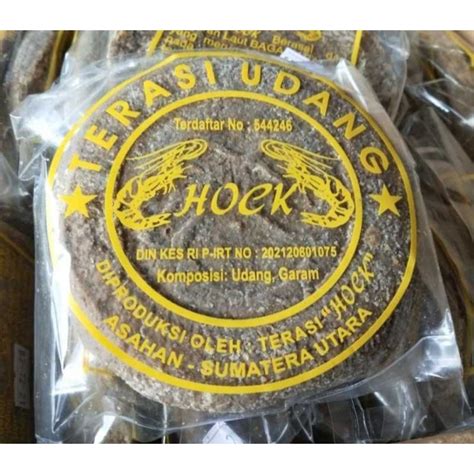 TERASI UDANG
Terdaftar No : 544246
HOCK
DIN KES RI P-IRT NO : 202120601075
Komposisi: Udang, Garam
DIPRODUKSI OLEH : TERASI "HOCK"
ASAHAN - SUMATERA UTARA